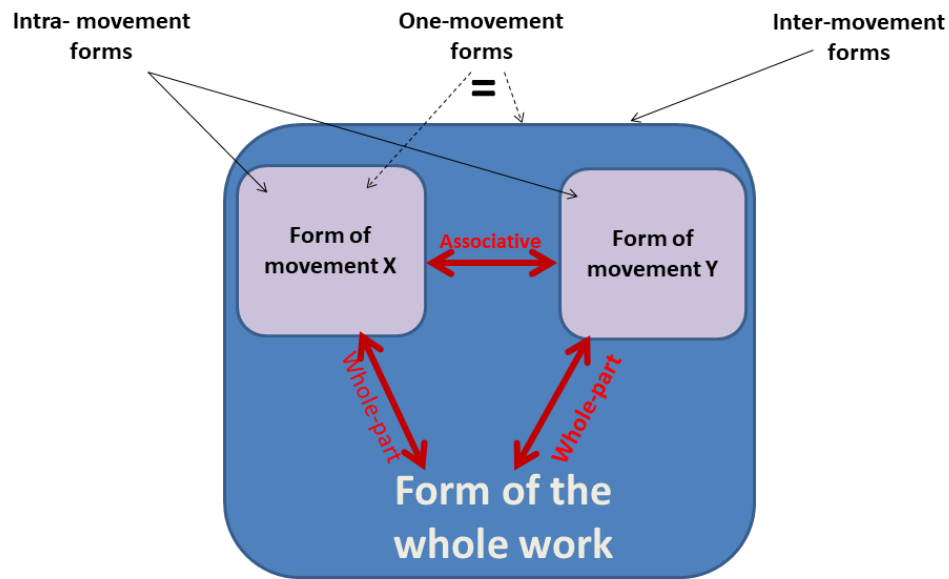 Intra- movement
forms
One-movement
forms
=
Inter-movement
forms
Form of
movement X
Associative
Form of
movement Y
Whole-part
Whole-part
Form of the
whole work